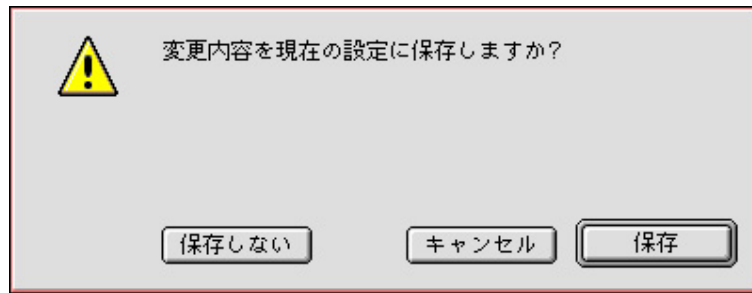 変更内容を現在の設定に保存しますか?
保存しない
キャンセル
保存